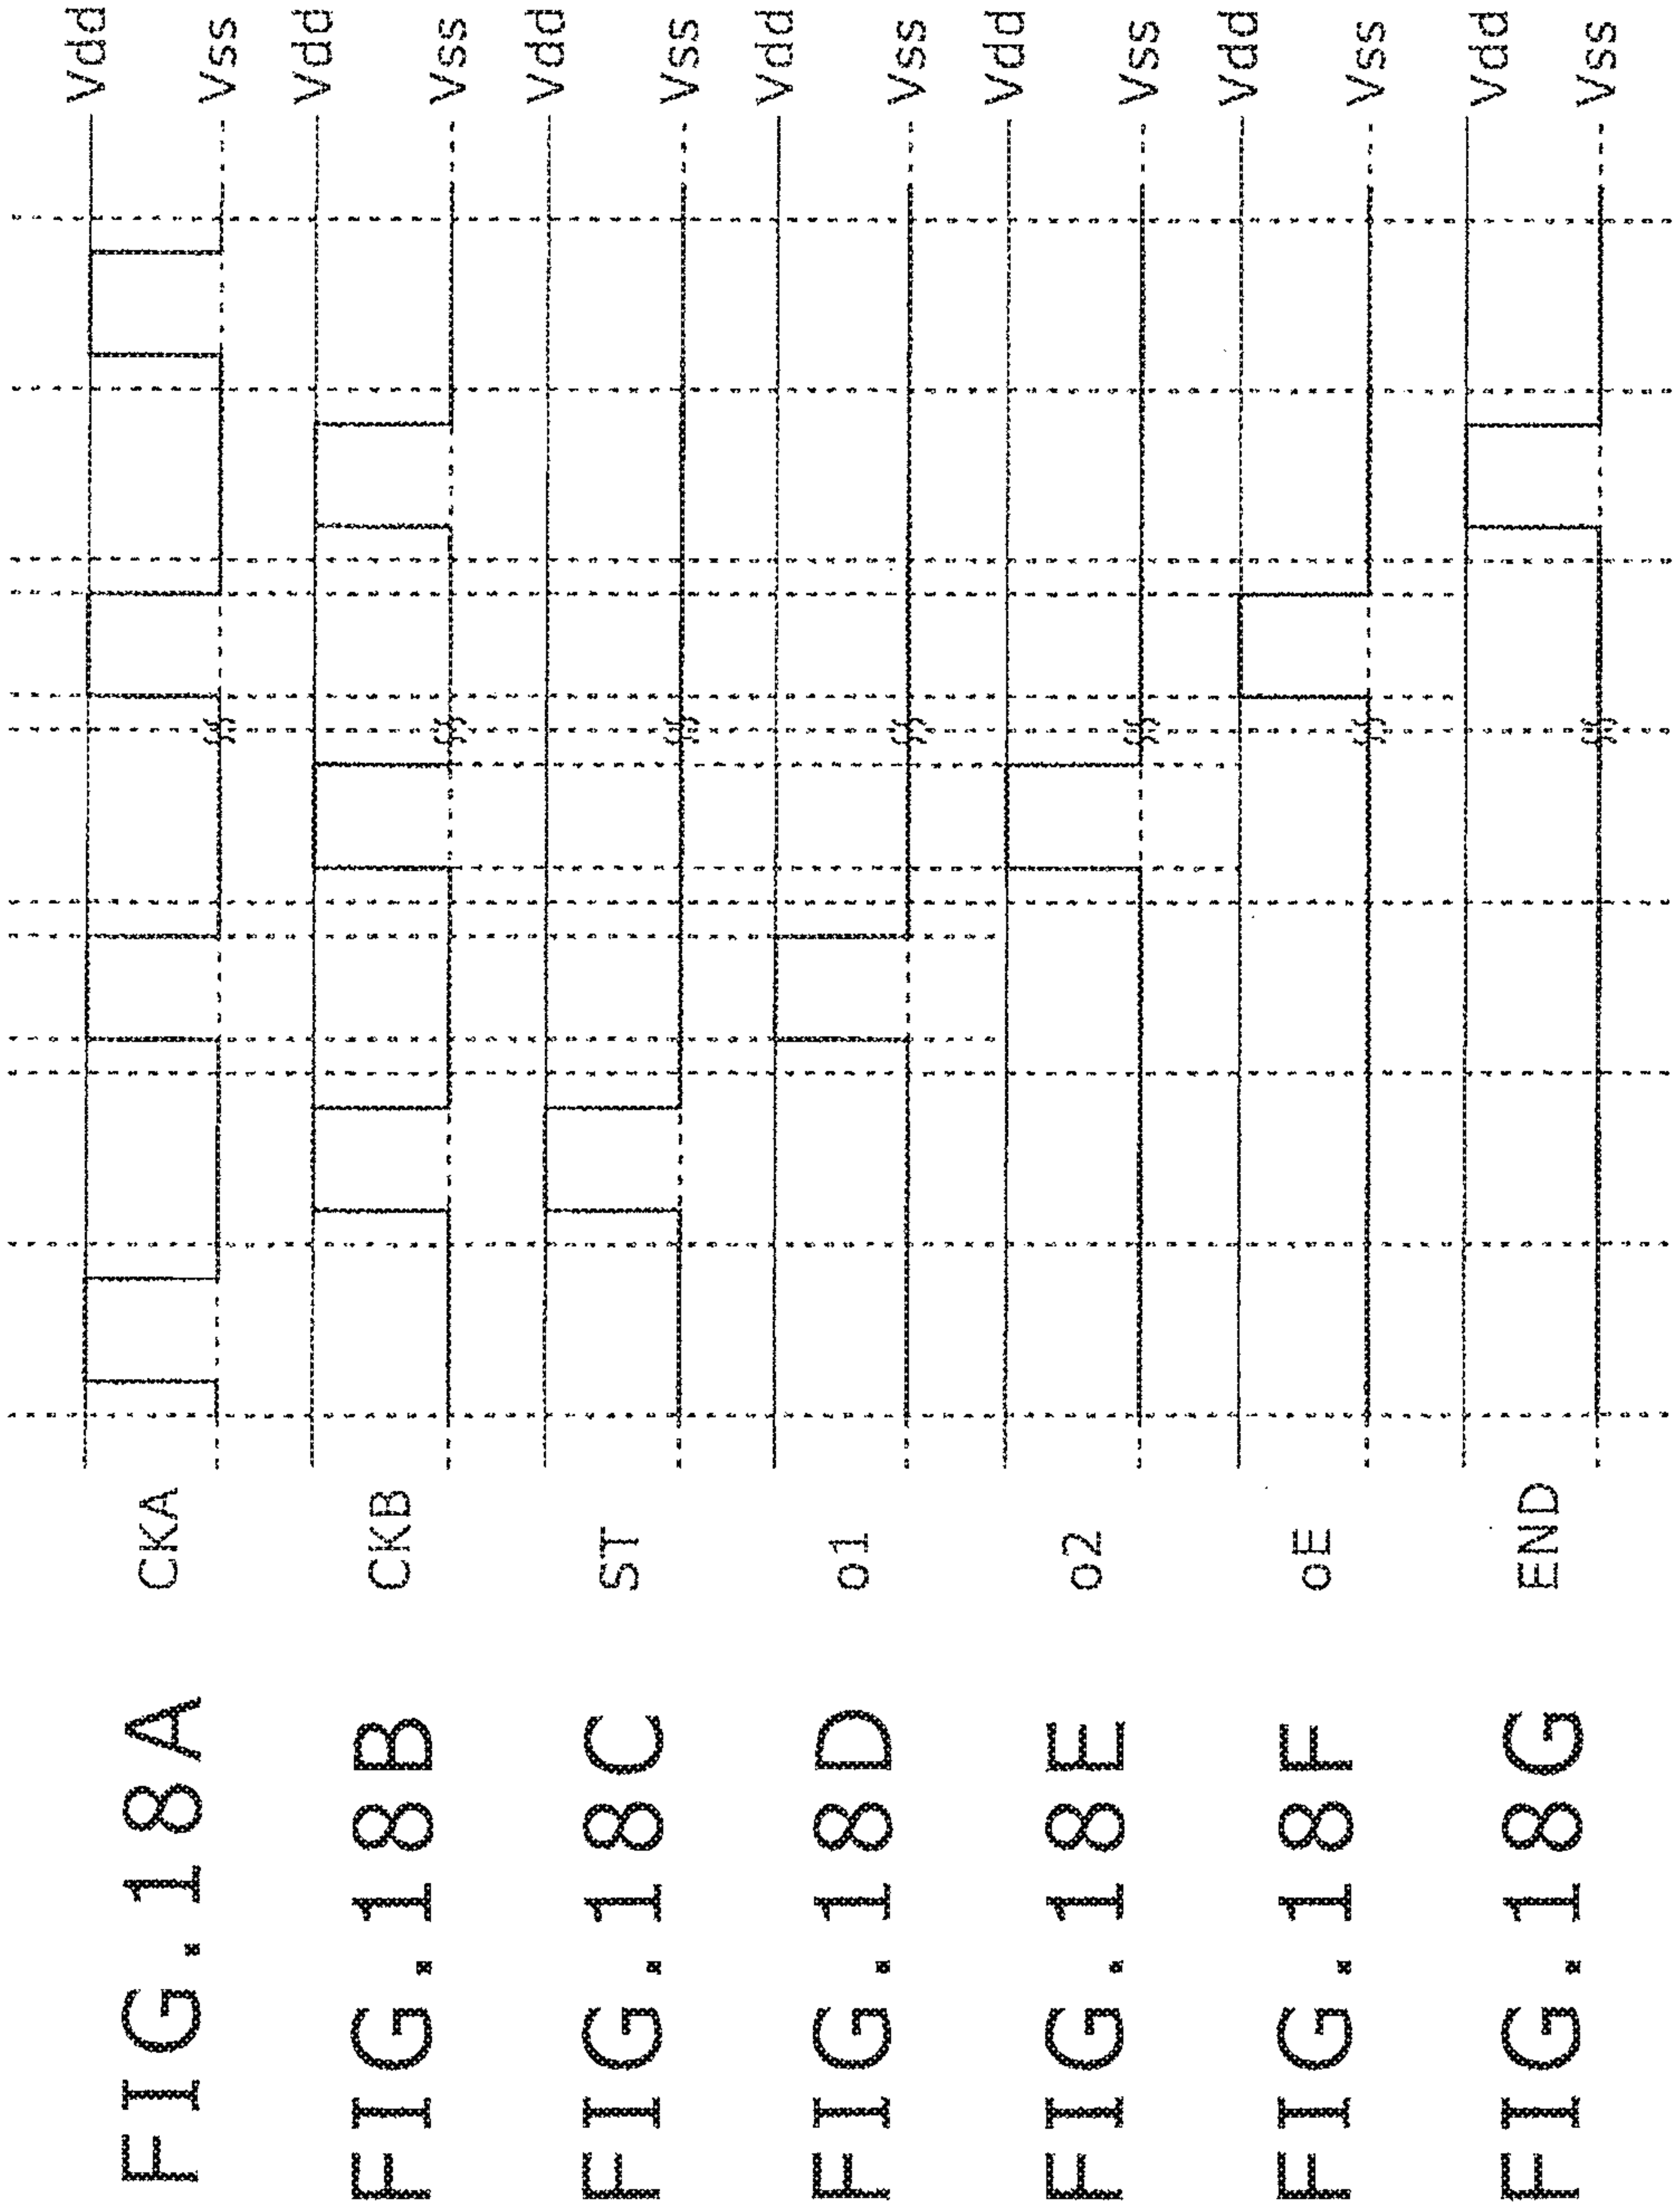 FIG.18A CKA Vdd
Vss
FIG.18B CKB Vdd
Vss
FIG.18C ST Vdd
Vss
FIG.18D o1 Vdd
Vss
FIG.18E o2 Vdd
Vss
FIG.18F oE Vdd
Vss
FIG.18G END Vdd
Vss